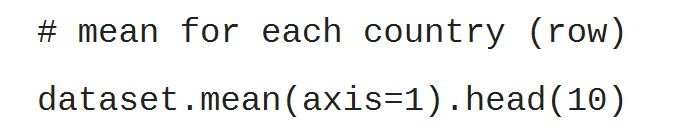 # mean for each country (row)
dataset.mean(axis=1).head(10)